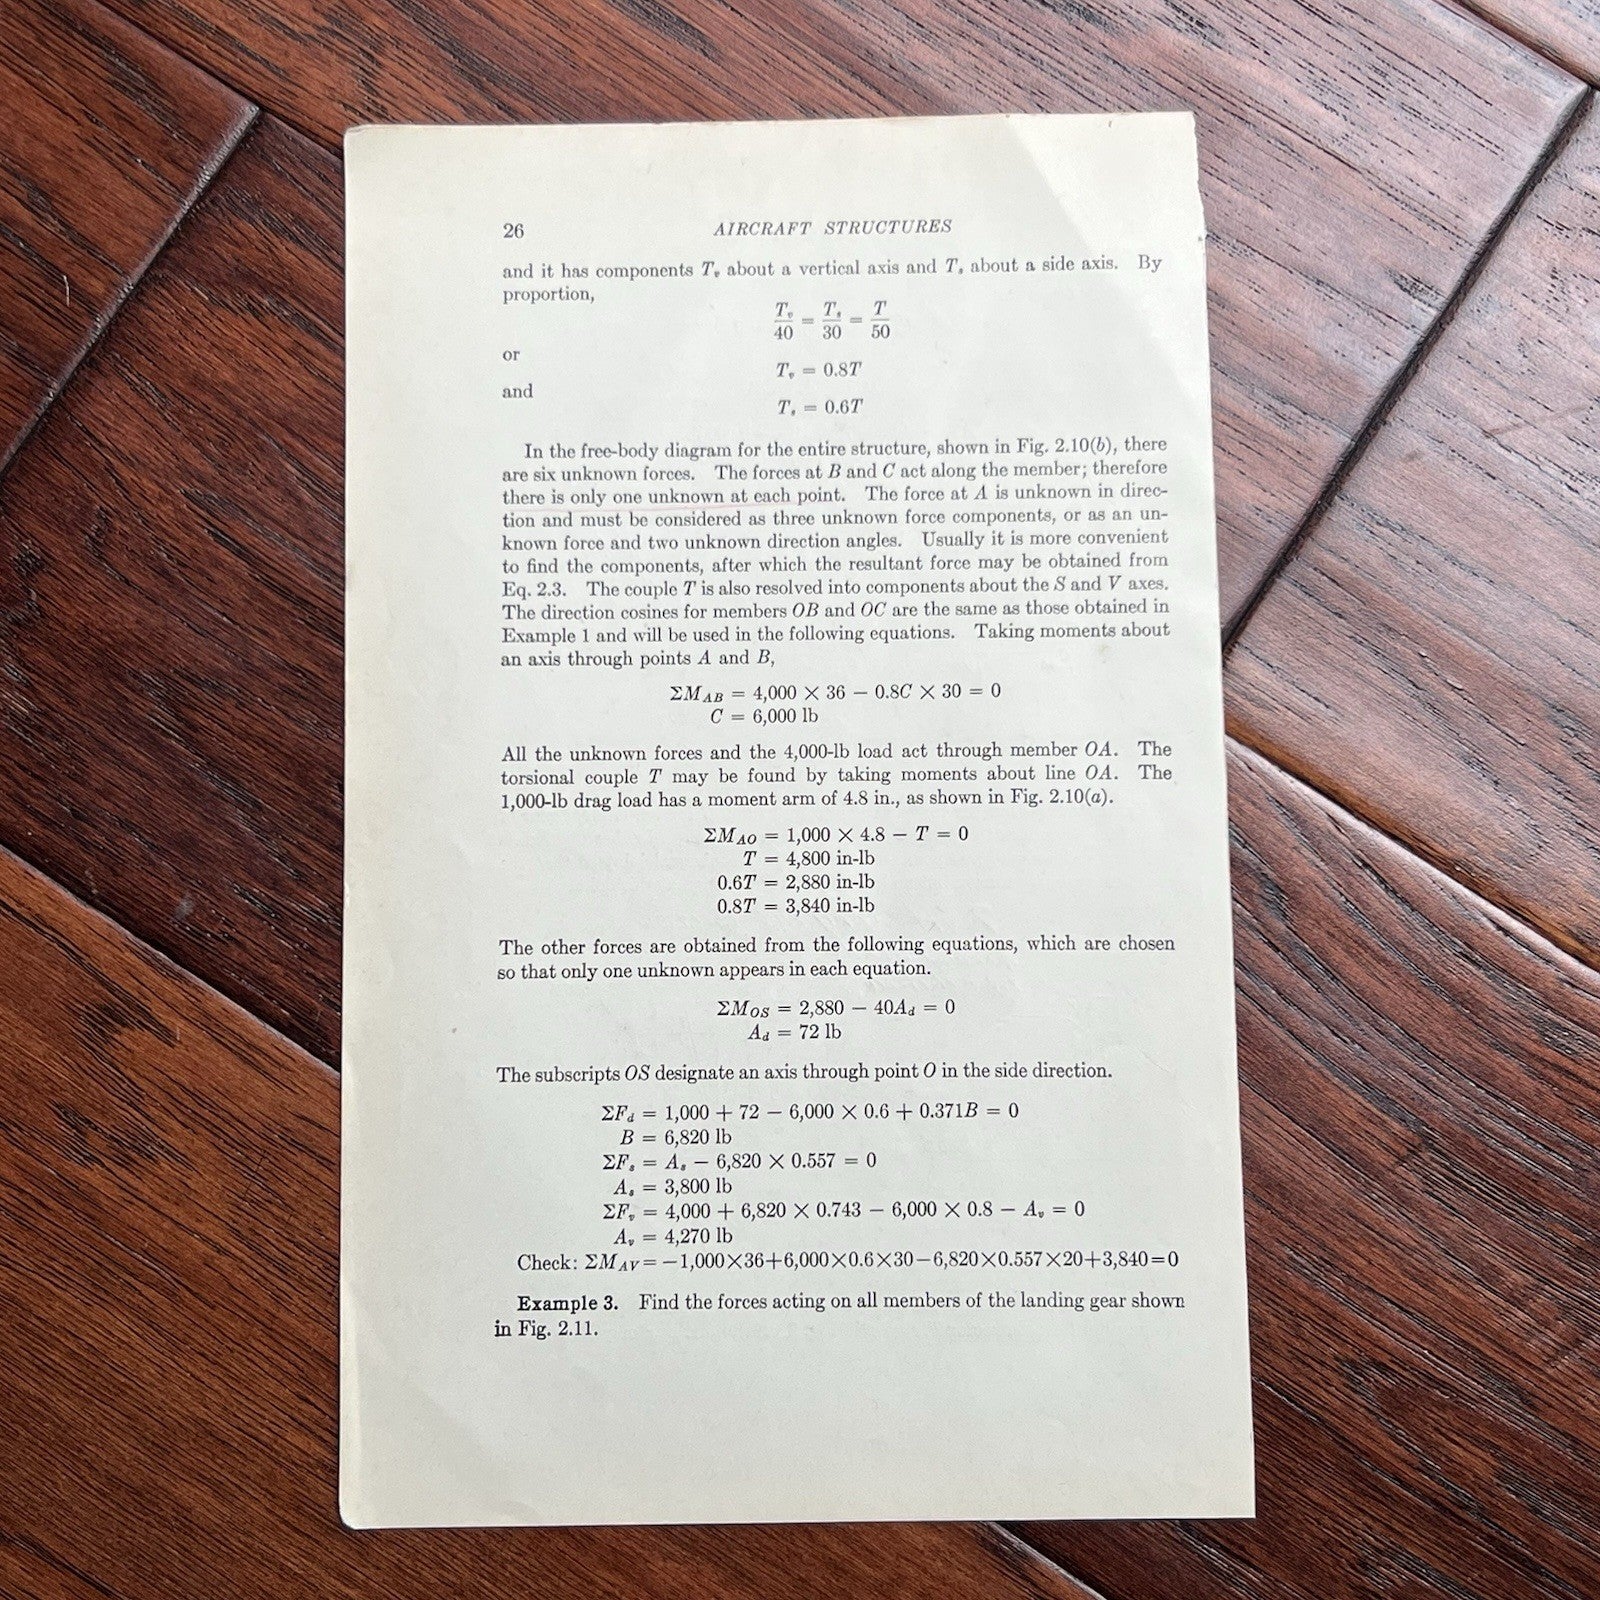 26 AIRCRAFT STRUCTURES
and it has components Tᵥ about a vertical axis and Tₛ about a side axis. By
proportion,
Tᵥ/40 = Tₛ/30 = T/50
or
Tᵥ = 0.8T
and
Tₛ = 0.6T
In the free-body diagram for the entire structure, shown in Fig. 2.10(b), there
are six unknown forces. The forces at B and C act along the member; therefore
there is only one unknown at each point. The force at A is unknown in direc-
tion and must be considered as three unknown force components, or as an un-
known force and two unknown direction angles. Usually it is more convenient
to find the components, after which the resultant force may be obtained from
Eq. 2.3. The couple T is also resolved into components about the S and V axes.
The direction cosines for members OB and OC are the same as those obtained in
Example 1 and will be used in the following equations. Taking moments about
an axis through points A and B,
ΣM_AB = 4,000 × 36 − 0.8C × 30 = 0
C = 6,000 lb
All the unknown forces and the 4,000-lb load act through member OA. The
torsional couple T may be found by taking moments about line OA. The
1,000-lb drag load has a moment arm of 4.8 in., as shown in Fig. 2.10(a).
ΣM_AO = 1,000 × 4.8 − T = 0
T = 4,800 in-lb
0.6T = 2,880 in-lb
0.8T = 3,840 in-lb
The other forces are obtained from the following equations, which are chosen
so that only one unknown appears in each equation.
ΣM_OS = 2,880 − 40A_d = 0
A_d = 72 lb
The subscripts OS designate an axis through point O in the side direction.
ΣF_d = 1,000 + 72 − 6,000 × 0.6 + 0.371B = 0
B = 6,820 lb
ΣFₛ = Aₛ − 6,820 × 0.557 = 0
Aₛ = 3,800 lb
ΣFᵥ = 4,000 + 6,820 × 0.743 − 6,000 × 0.8 − Aᵥ = 0
Aᵥ = 4,270 lb
Check: ΣM_AV = −1,000×36+6,000×0.6×30−6,820×0.557×20+3,840=0
Example 3. Find the forces acting on all members of the landing gear shown
in Fig. 2.11.